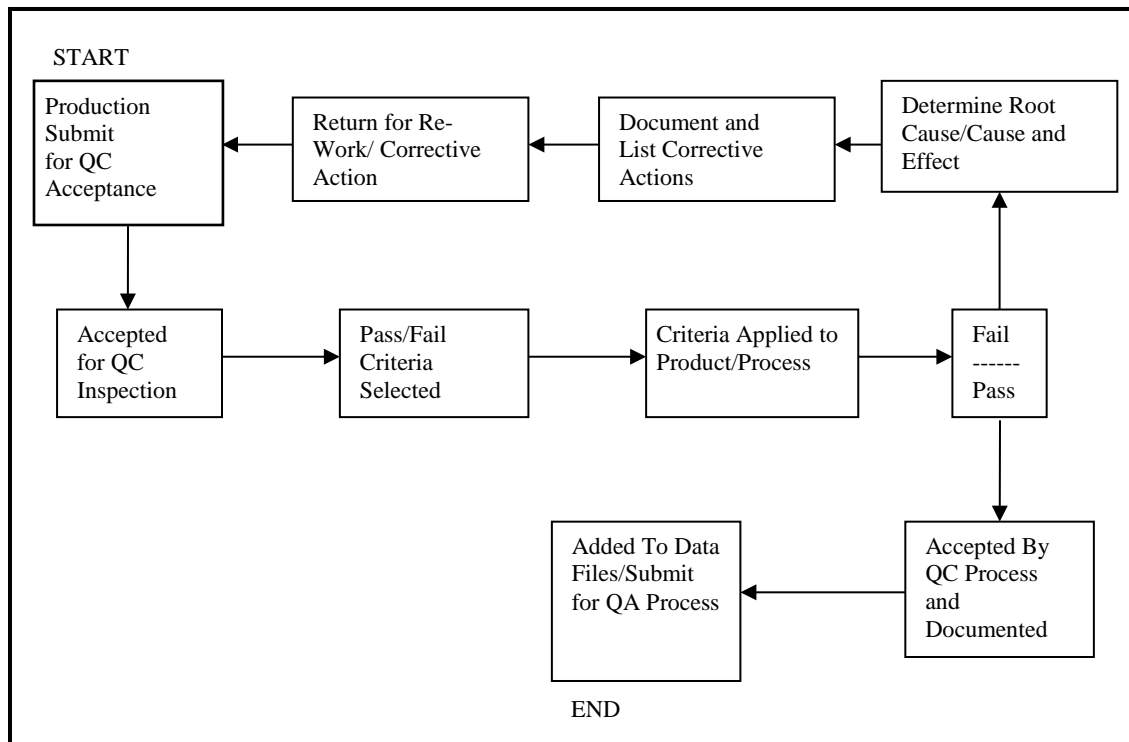 START
Production
Submit
for QC
Acceptance
Return for Re-
Work/ Corrective
Action
Document and
List Corrective
Actions
Determine Root
Cause/Cause and
Effect
Accepted
for QC
Inspection
Pass/Fail
Criteria
Selected
Criteria Applied to
Product/Process
Fail
------
Pass
Added To Data
Files/Submit
for QA Process
Accepted By
QC Process
and
Documented
END